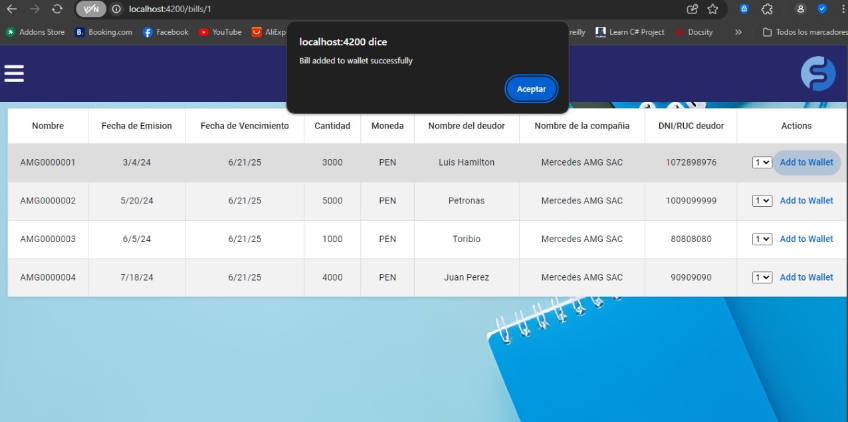 VPN localhost:4200/bills/1
Addons Store Booking.com Facebook YouTube AliExp reilly Learn C# Project Docsity » Todos los marcadores
localhost:4200 dice
Bill added to wallet successfully
Aceptar
Nombre Fecha de Emision Fecha de Vencimiento Cantidad Moneda Nombre del deudor Nombre de la compañia DNI/RUC deudor Actions
AMG0000001 3/4/24 6/21/25 3000 PEN Luis Hamilton Mercedes AMG SAC 1072898976 1 Add to Wallet
AMG0000002 5/20/24 6/21/25 5000 PEN Petronas Mercedes AMG SAC 1009099999 1 Add to Wallet
AMG0000003 6/5/24 6/21/25 1000 PEN Toribio Mercedes AMG SAC 80808080 1 Add to Wallet
AMG0000004 7/18/24 6/21/25 4000 PEN Juan Perez Mercedes AMG SAC 90909090 1 Add to Wallet